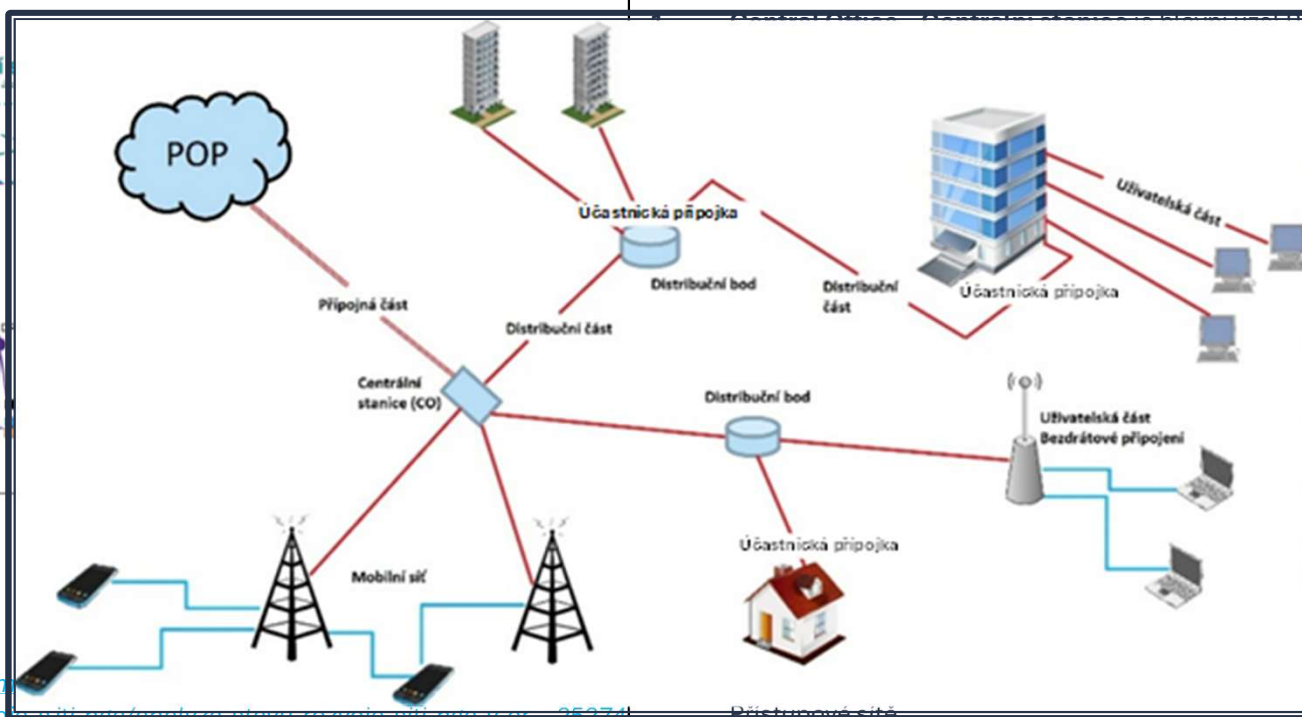 POP
Účastnická přípojka
Distribuční bod
Distribuční část
Distribuční
část
Účastnická přípojka
Uživatelská část
Přípojná část
Centrální
stanice (CO)
Distribuční bod
Uživatelská část
Bezdrátové připojení
Mobilní síť
Účastnická přípojka
Přístupové sítě